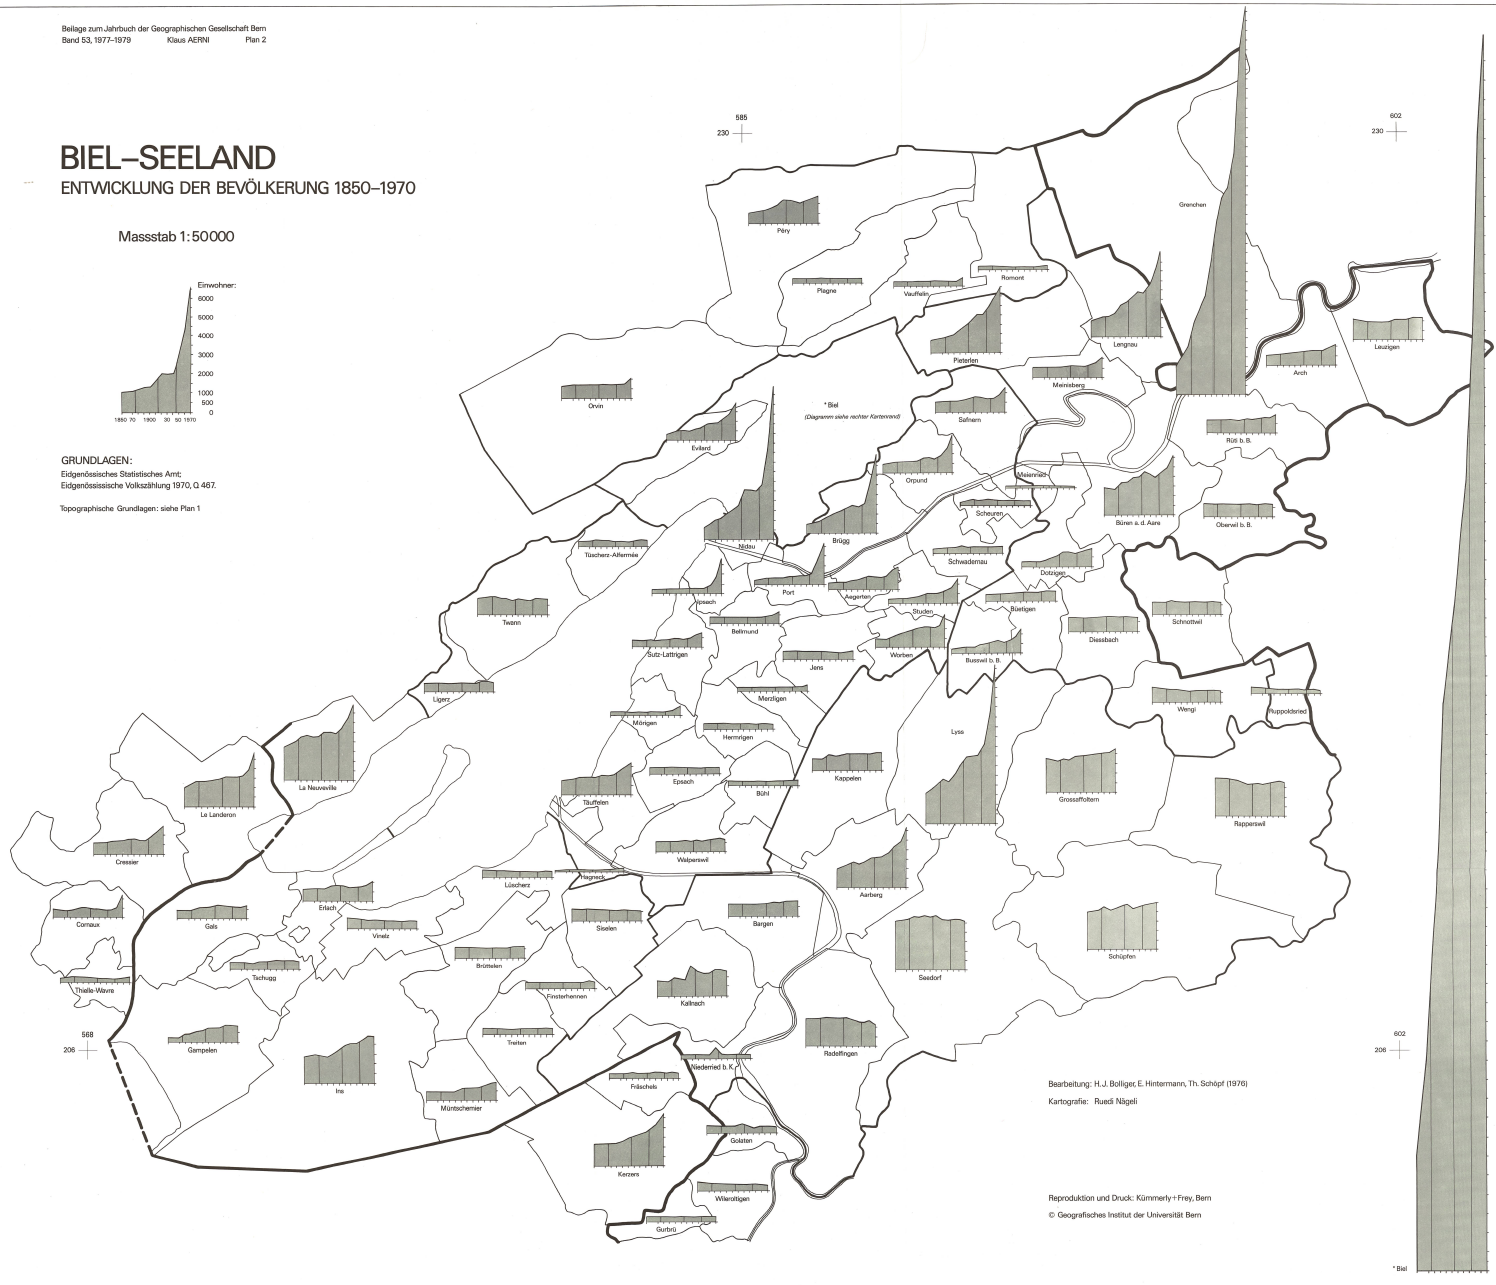 Beilage zum Jahrbuch der Geographischen Gesellschaft Bern
Band 53, 1977–1979 Klaus AERNI Plan 2
BIEL–SEELAND
ENTWICKLUNG DER BEVÖLKERUNG 1850–1970
Massstab 1:50000
Einwohner:
6000
5000
4000
3000
2000
1000
500
0
1850 70 1900 30 50 1970
GRUNDLAGEN:
Eidgenössisches Statistisches Amt;
Eidgenössissische Volkszählung 1970, Q 467.
Topographische Grundlagen: siehe Plan 1
585
230
602
230
Grenchen
Péry
Plagne
Vauffelin
Romont
Lengnau
Pieterlen
Meinisberg
Arch
Leuzigen
Orvin
* Biel
(Diagramm siehe rechter Kartenrand)
Safnern
Evilard
Rüti b. B.
Orpund
Meienried
Scheuren
Büren a. d. Aare
Oberwil b. B.
Nidau
Brügg
Tüscherz-Alfermée
Schwadernau
Dotzigen
Ipsach
Port
Aegerten
Studen
Büetigen
Twann
Bellmund
Diessbach
Schnottwil
Sutz-Lattrigen
Jens
Worben
Busswil b. B.
Ligerz
Merzligen
Wengi
Ruppoldsried
Mörigen
Hermrigen
Lyss
La Neuveville
Täuffelen
Epsach
Bühl
Kappelen
Grossaffoltern
Rapperswil
Le Landeron
Cressier
Walperswil
Lüscherz
Hagneck
Aarberg
Erlach
Cornaux
Gals
Vinelz
Siselen
Bargen
Brüttelen
Seedorf
Schüpfen
Tschugg
Thielle-Wavre
Finsterhennen
Kallnach
568
206
Gampelen
Treiten
Radelfingen
602
206
Niederried b. K.
Ins
Müntschemier
Fräschels
Bearbeitung: H. J. Bolliger, E. Hintermann, Th. Schöpf (1976)
Kartografie: Ruedi Nägeli
Golaten
Kerzers
Wileroltigen
Gurbrü
Reproduktion und Druck: Kümmerly+Frey, Bern
© Geografisches Institut der Universität Bern
* Biel